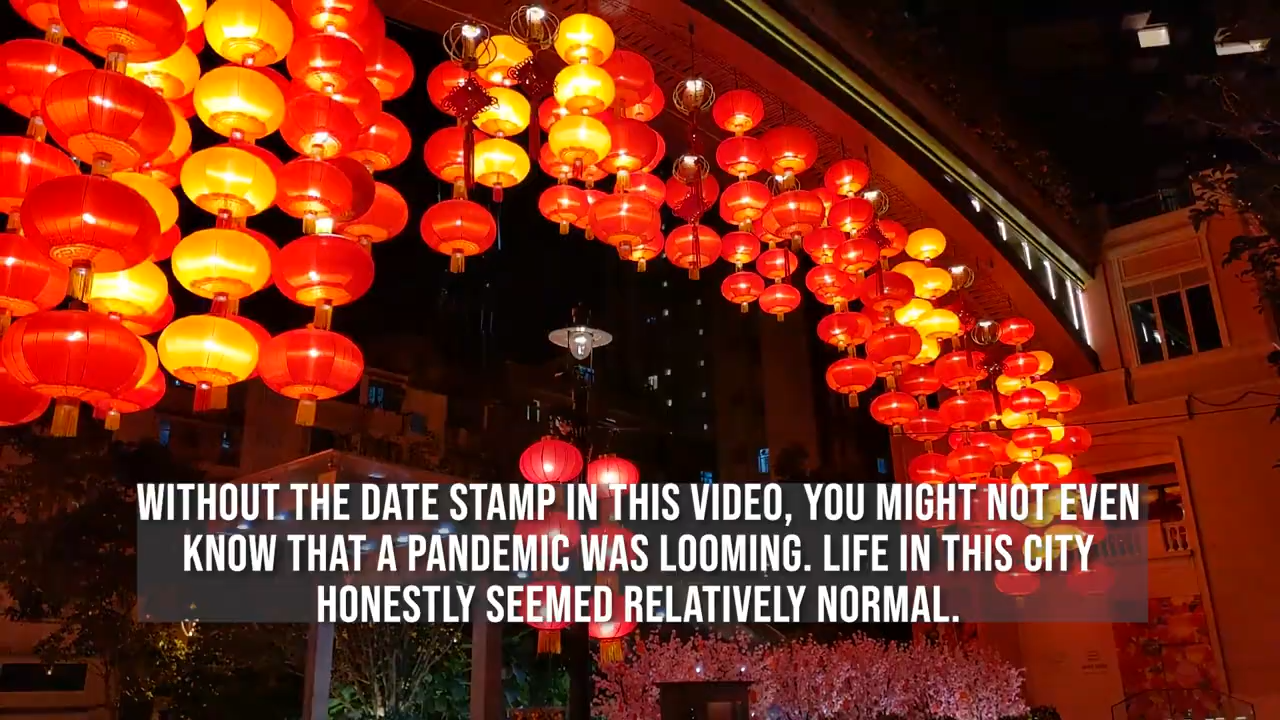 WITHOUT THE DATE STAMP IN THIS VIDEO, YOU MIGHT NOT EVEN
KNOW THAT A PANDEMIC WAS LOOMING. LIFE IN THIS CITY
HONESTLY SEEMED RELATIVELY NORMAL.